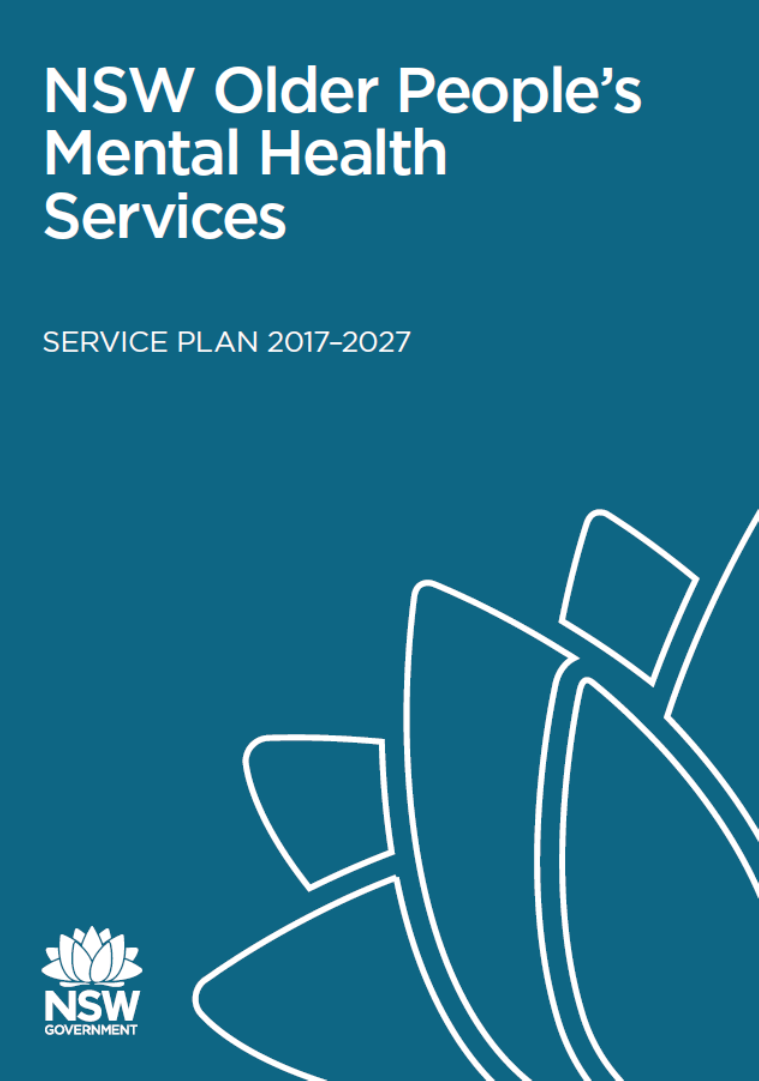 NSW Older People’s
Mental Health
Services
SERVICE PLAN 2017–2027
NSW
GOVERNMENT